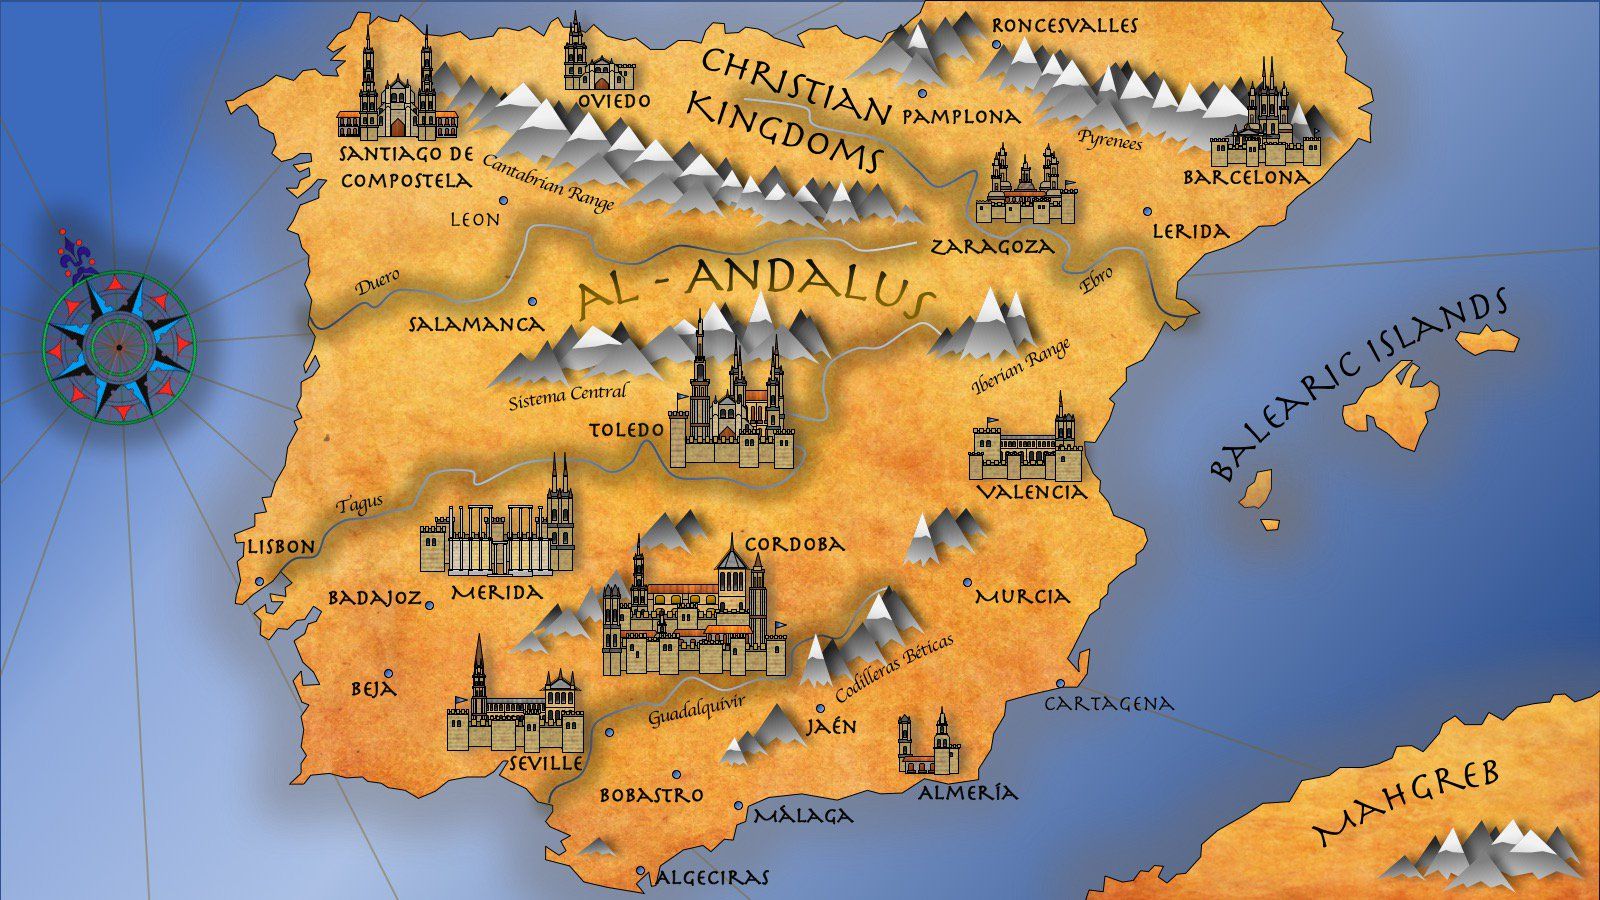 RONCESVALLES
CHRISTIAN
KINGDOMS
OVIEDO
PAMPLONA
Pyrenees
SANTIAGO DE
COMPOSTELA
Cantabrian Range
BARCELONA
LEON
LERIDA
ZARAGOZA
Duero
Ebro
AL - ANDALUS
SALAMANCA
BALEARIC ISLANDS
Iberian Range
Sistema Central
TOLEDO
VALENCIA
Tagus
LISBON
CORDOBA
MERIDA
BADAJOZ
MURCIA
Codilleras Béticas
BEJA
Guadalquivir
CARTAGENA
JAÉN
SEVILLE
BOBASTRO
ALMERÍA
MÁLAGA
MAHGREB
ALGECIRAS